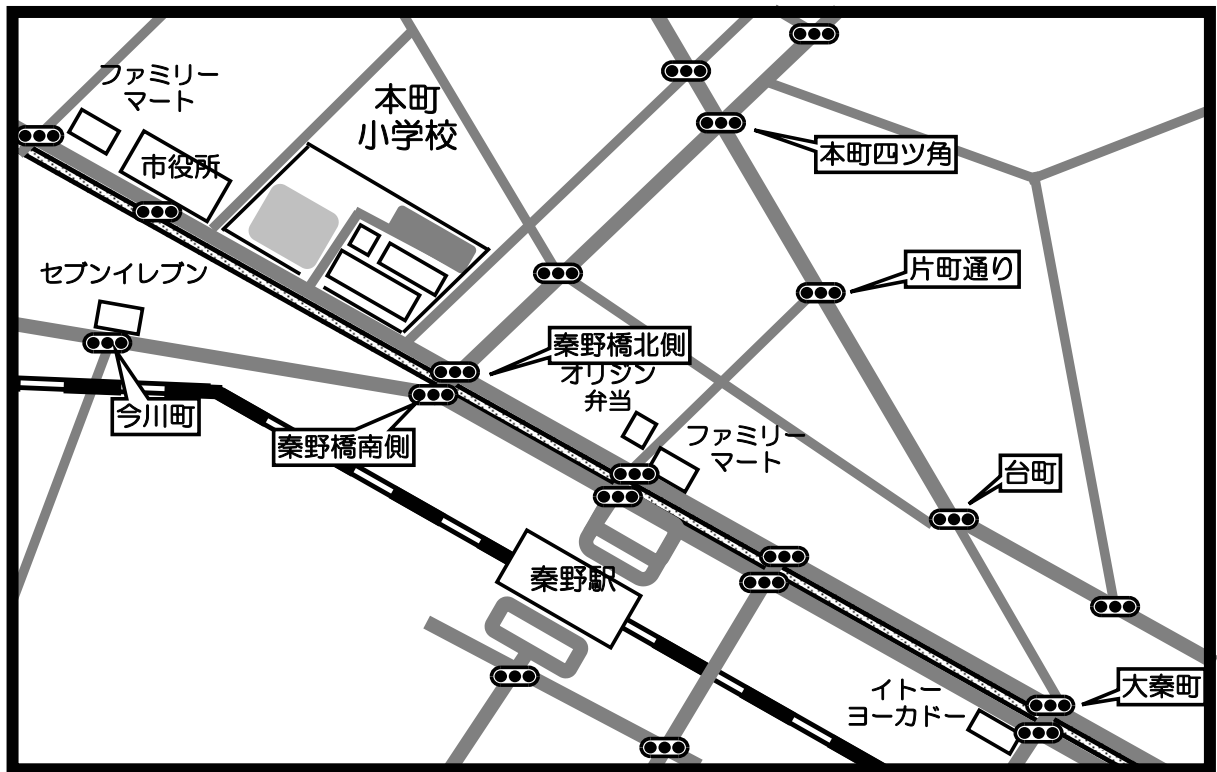 ファミリー
マート
市役所
本町
小学校
本町四ツ角
セブンイレブン
片町通り
秦野橋北側
オリジン
弁当
今川町
秦野橋南側
ファミリー
マート
台町
秦野駅
イトー
ヨーカドー
大秦町